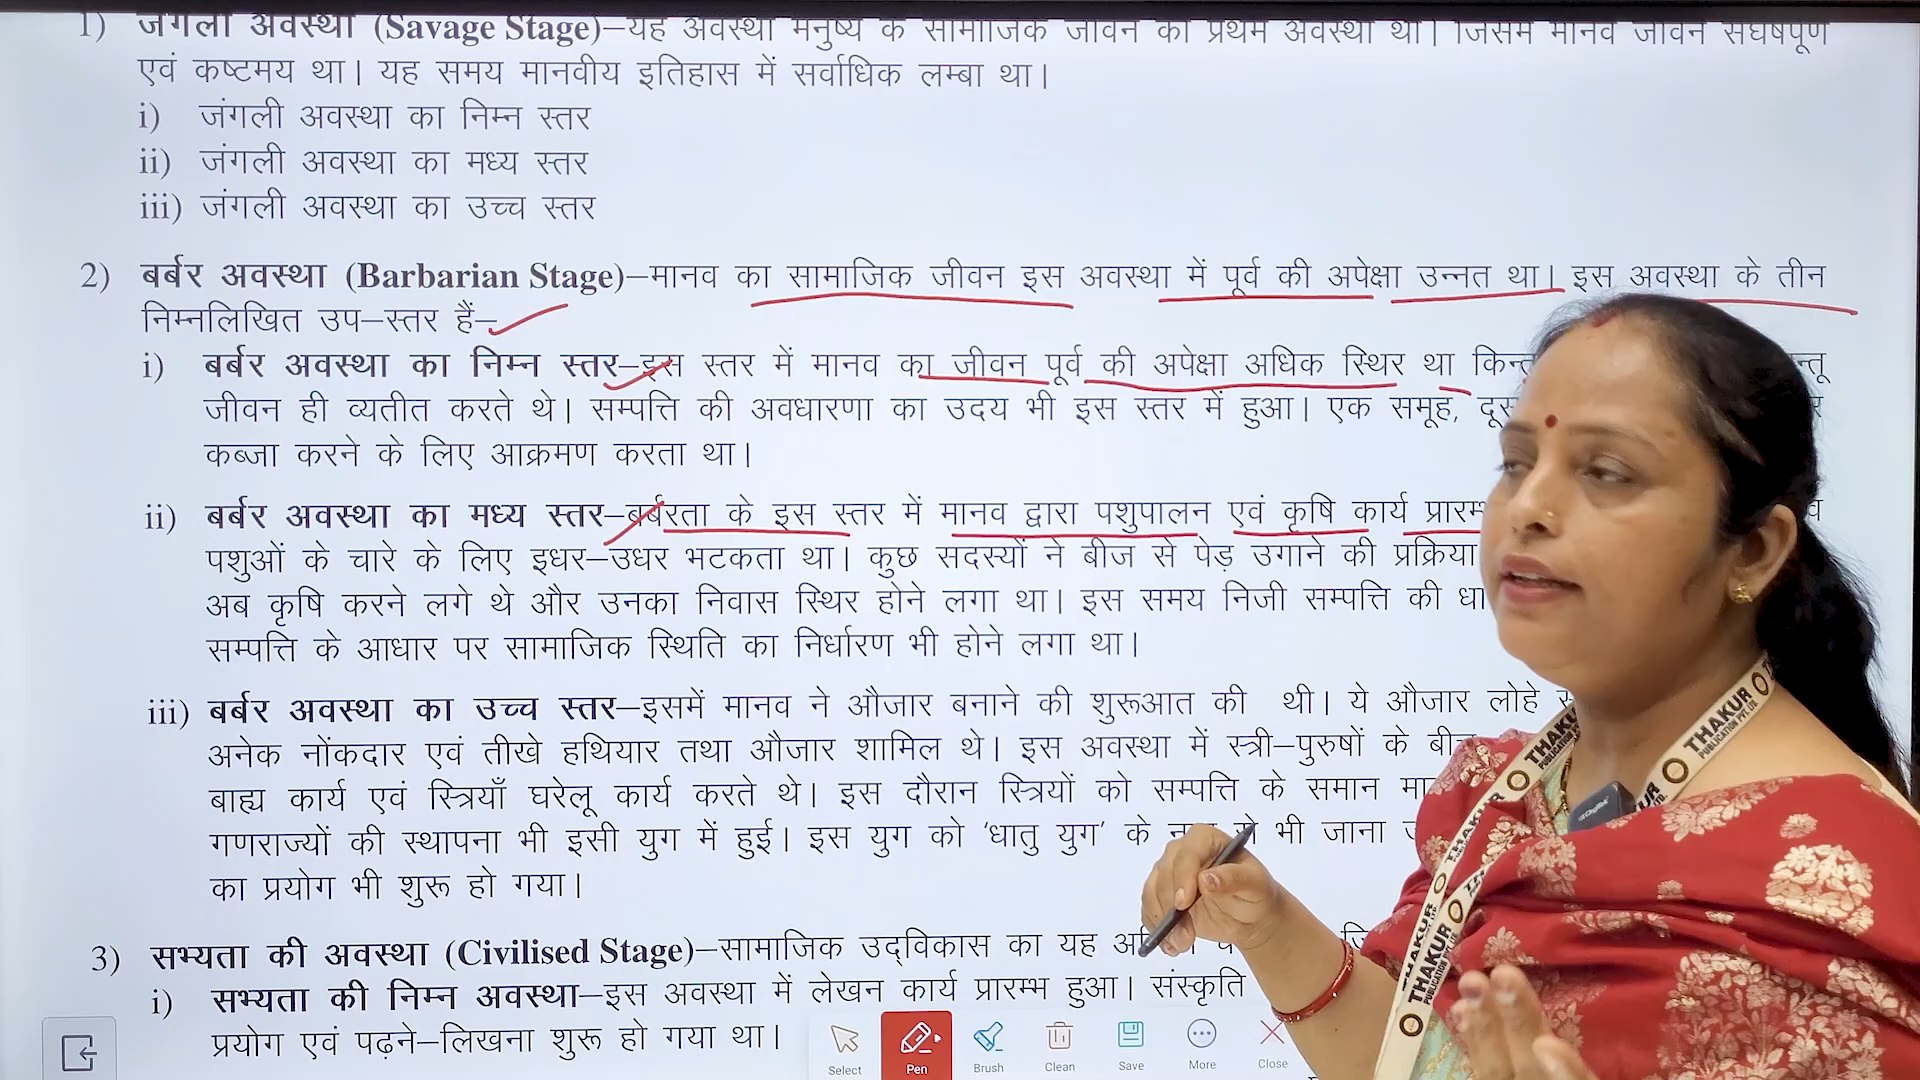 1) जंगली अवस्था (Savage Stage)–यह अवस्था मनुष्य के सामाजिक जीवन की प्रथम अवस्था थी। जिसमें मानव जीवन संघर्षपूर्ण
एवं कष्टमय था। यह समय मानवीय इतिहास में सर्वाधिक लम्बा था।
i) जंगली अवस्था का निम्न स्तर
ii) जंगली अवस्था का मध्य स्तर
iii) जंगली अवस्था का उच्च स्तर
2) बर्बर अवस्था (Barbarian Stage)–मानव का सामाजिक जीवन इस अवस्था में पूर्व की अपेक्षा उन्नत था। इस अवस्था के तीन
निम्नलिखित उप–स्तर हैं–
i) बर्बर अवस्था का निम्न स्तर–इस स्तर में मानव का जीवन पूर्व की अपेक्षा अधिक स्थिर था
जीवन ही व्यतीत करते थे। सम्पत्ति की अवधारणा का उदय भी इस स्तर में हुआ। एक समूह,
कब्जा करने के लिए आक्रमण करता था।
ii) बर्बर अवस्था का मध्य स्तर–बर्बरता के इस स्तर में मानव द्वारा पशुपालन एवं कृषि कार्य
पशुओं के चारे के लिए इधर–उधर भटकता था। कुछ सदस्यों ने बीज से पेड़ उगाने की प्रक्रिया
अब कृषि करने लगे थे और उनका निवास स्थिर होने लगा था। इस समय निजी सम्पत्ति की
सम्पत्ति के आधार पर सामाजिक स्थिति का निर्धारण भी होने लगा था।
iii) बर्बर अवस्था का उच्च स्तर–इसमें मानव ने औजार बनाने की शुरूआत की थी। ये औजार लोहे
अनेक नोंकदार एवं तीखे हथियार तथा औजार शामिल थे। इस अवस्था में स्त्री–पुरुषों के
बाह्य कार्य एवं स्त्रियाँ घरेलू कार्य करते थे। इस दौरान स्त्रियों को सम्पत्ति के समान
गणराज्यों की स्थापना भी इसी युग में हुई। इस युग को 'धातु युग' के भी जाना
का प्रयोग भी शुरू हो गया।
3) सभ्यता की अवस्था (Civilised Stage)–सामाजिक उद्विकास का यह
i) सभ्यता की निम्न अवस्था–इस अवस्था में लेखन कार्य प्रारम्भ हुआ। संस्कृति
प्रयोग एवं पढ़ने–लिखना शुरू हो गया था।
Select Pen Brush Clean Save More Close
THAKUR
PUBLICATION PVT. LTD.
THAKUR
THAKUR
PUBLICATION PVT. LTD.